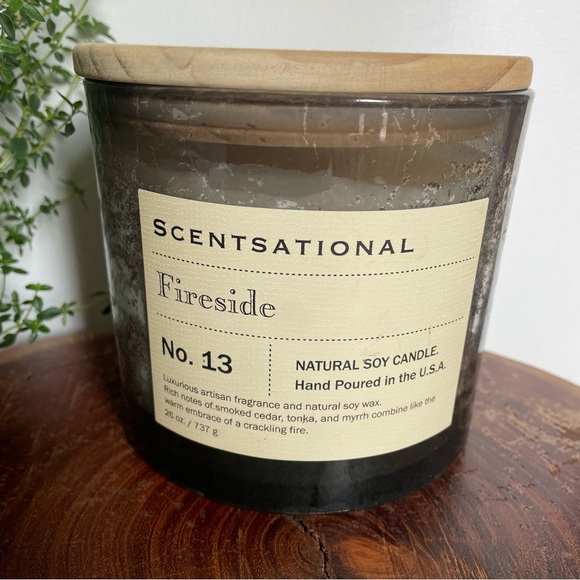 SCENTSATIONAL
Fireside
No. 13
NATURAL SOY CANDLE.
Hand Poured in the U.S.A.
Luxurious artisan fragrance and natural soy wax.
Rich notes of smoked cedar, tonka, and myrrh combine like the
warm embrace of a crackling fire.
26 oz. / 737 g